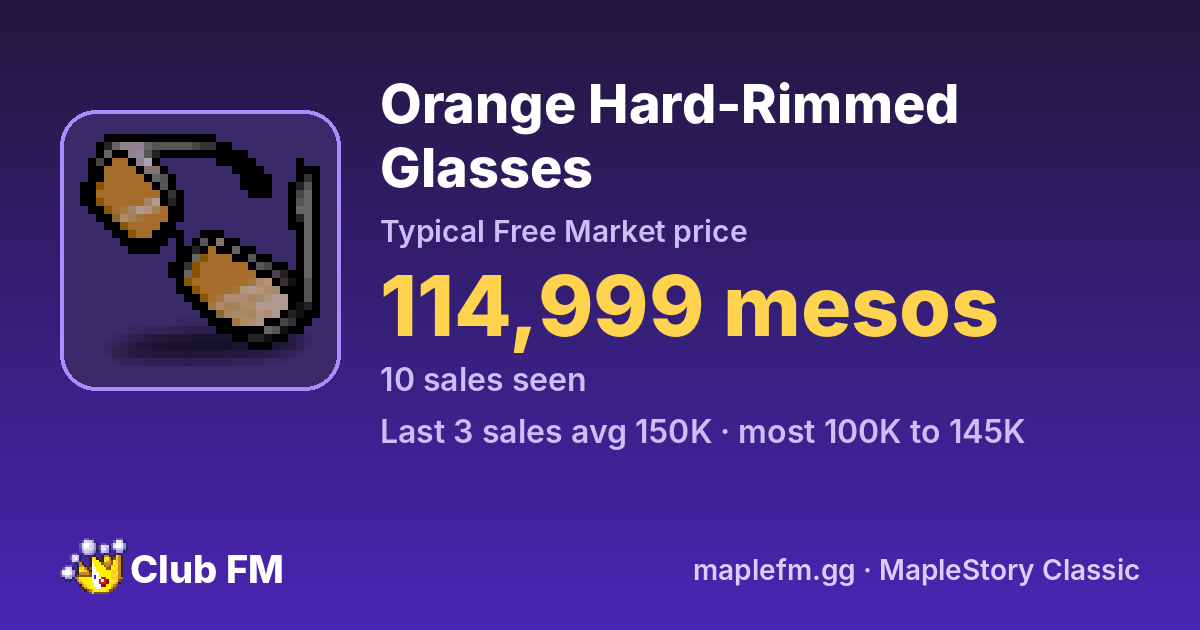 Orange Hard-Rimmed
Glasses
Typical Free Market price
114,999 mesos
10 sales seen
Last 3 sales avg 150K · most 100K to 145K
Club FM
maplefm.gg · MapleStory Classic